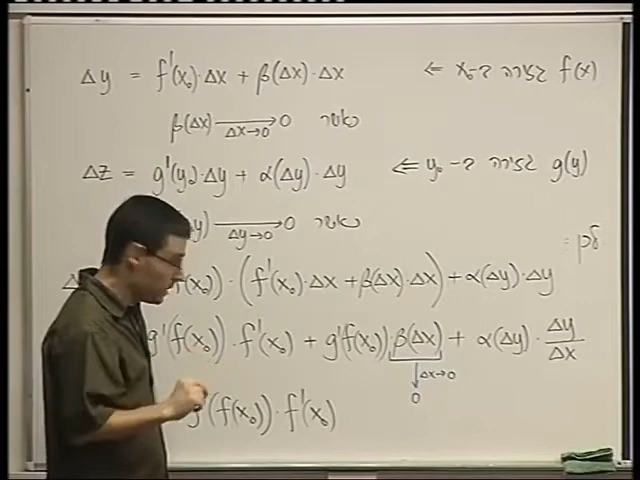 f(x) גזירה ב-x₀ ⇐ Δy = f'(x₀)·Δx + β(Δx)·Δx
כאשר β(Δx) ⟶ 0 Δx→0
g(y) גזירה ב-y₀ ⇐ Δz = g'(y₀)·Δy + α(Δy)·Δy
כאשר ⟶ 0 Δy→0
לכן:
f(x₀))·(f'(x₀)·Δx + β(Δx)·Δx) + α(Δy)·Δy
g'(f(x₀))·f'(x₀) + g'(f(x₀))·β(Δx) + α(Δy)·Δy/Δx
↓ Δx→0
0
g'(f(x₀))·f'(x₀)